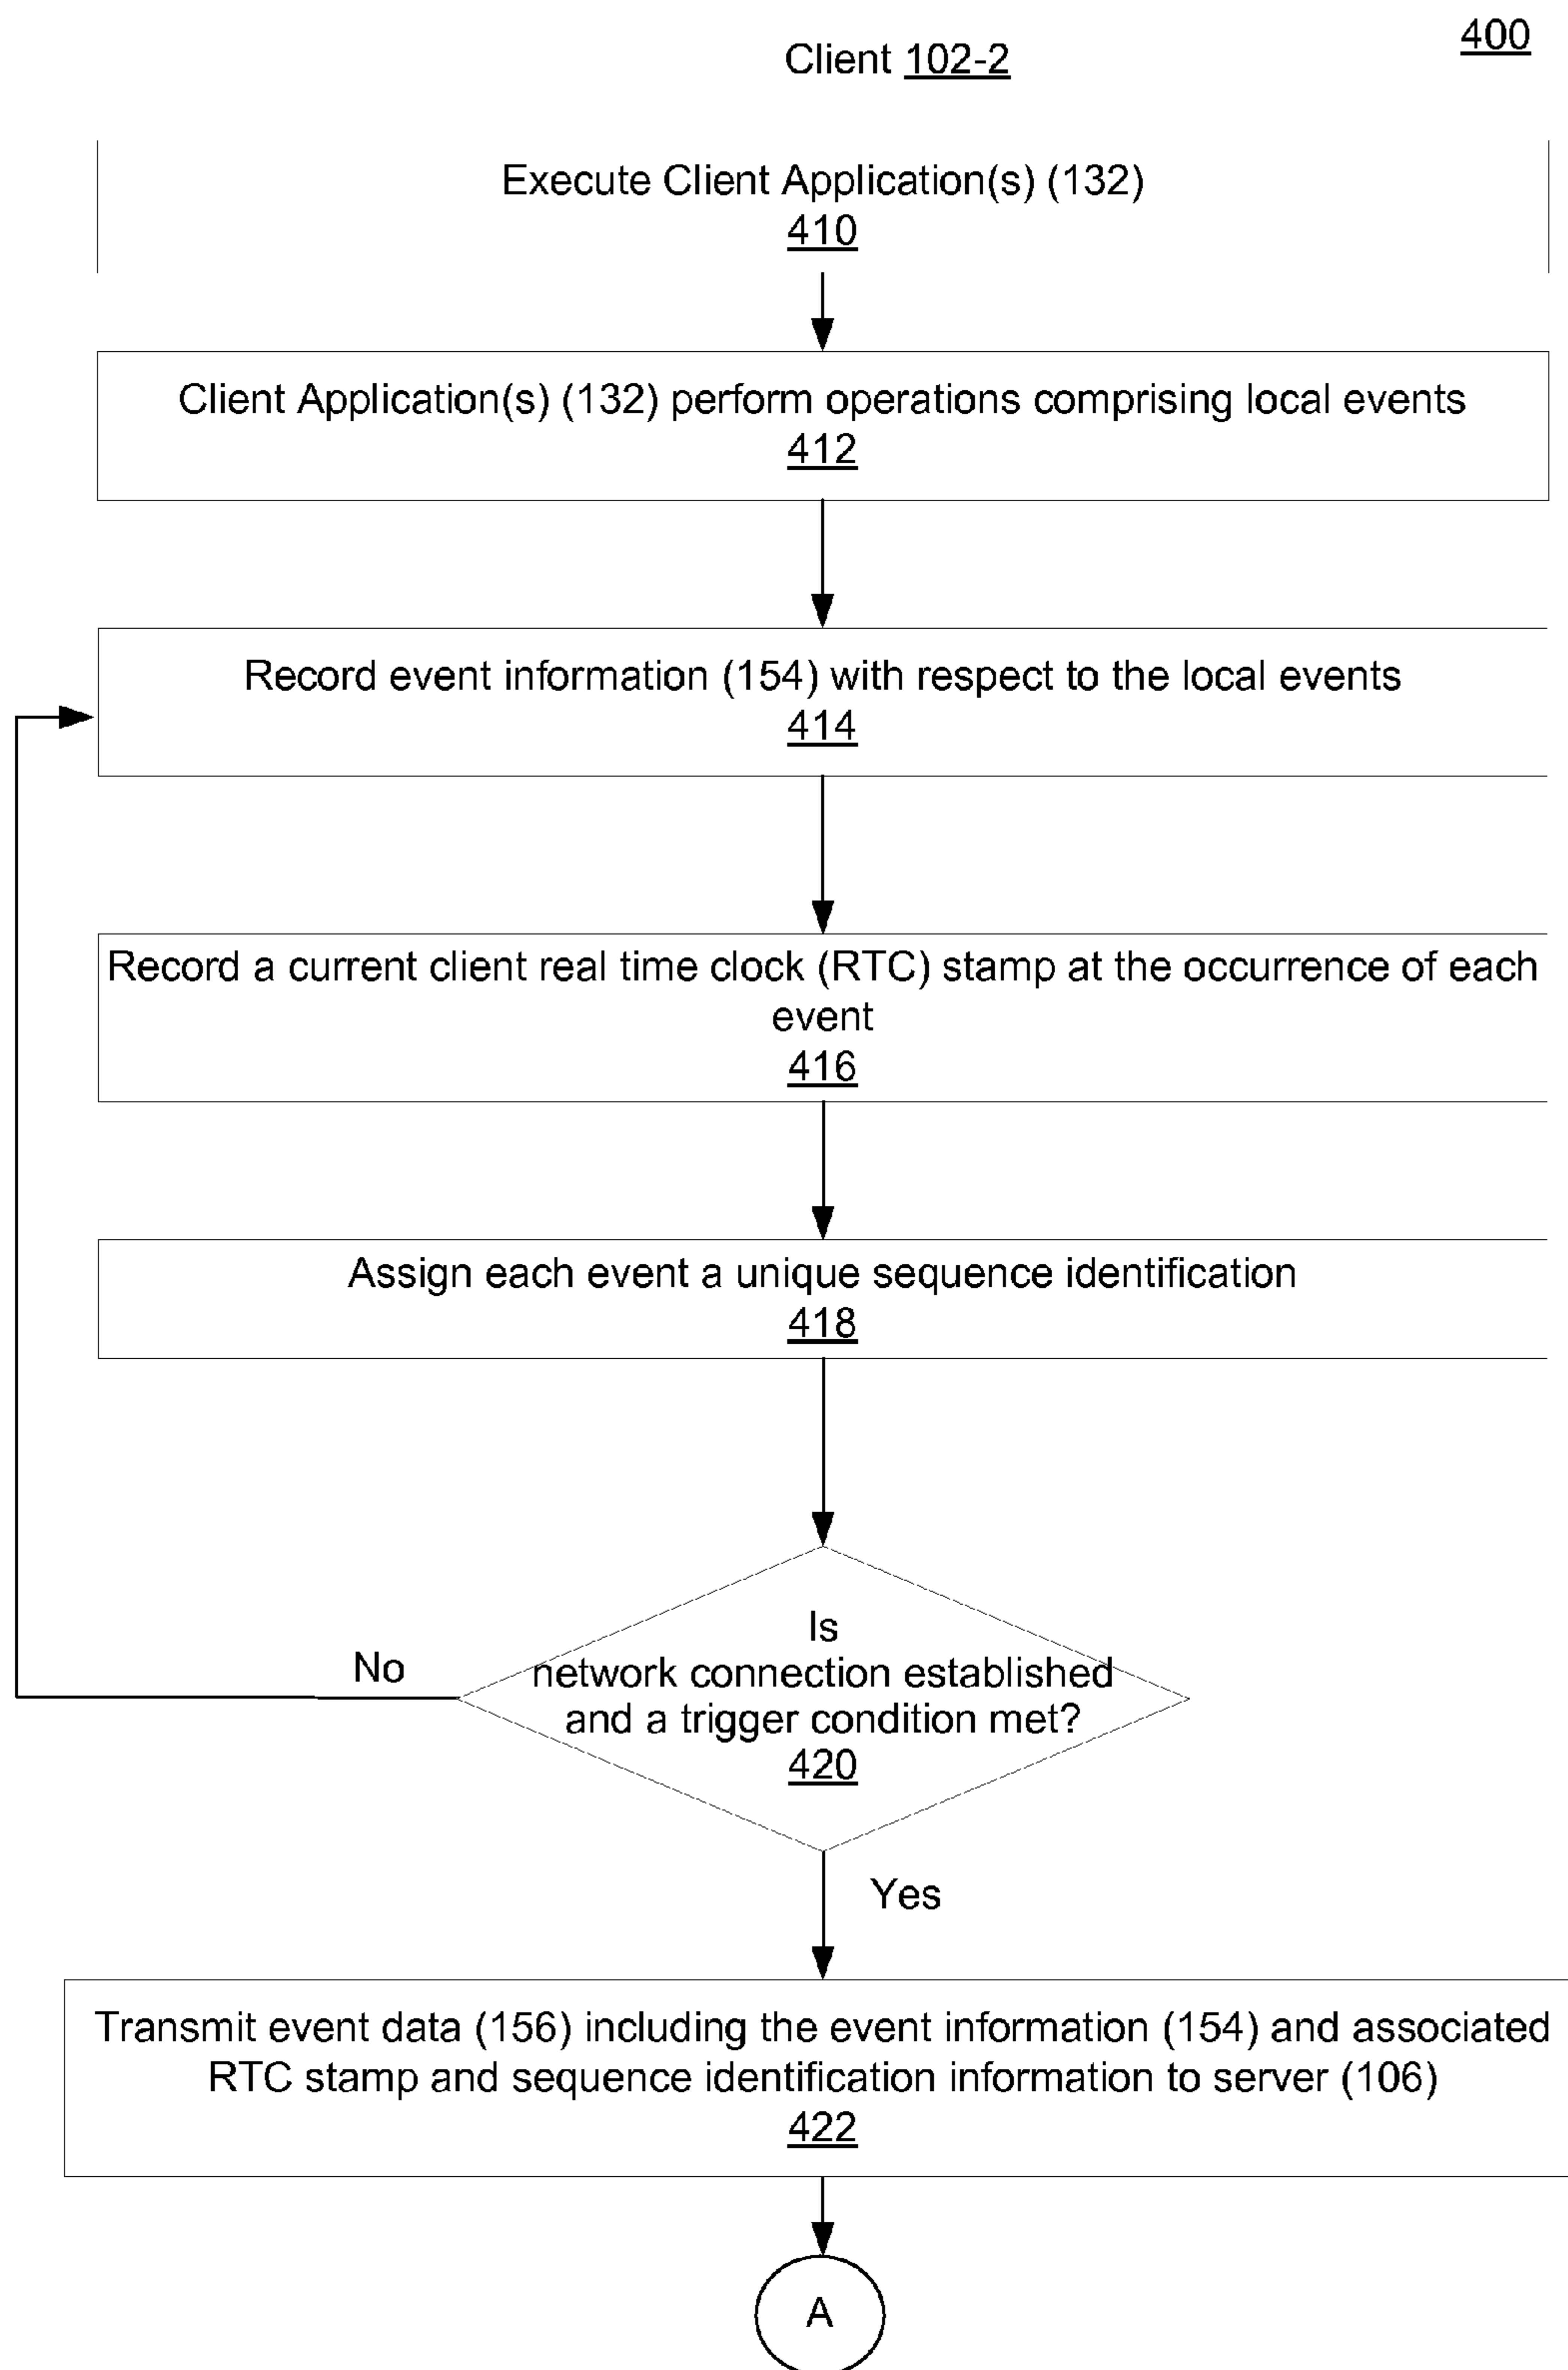 400
Client 102-2
Execute Client Application(s) (132)
410
Client Application(s) (132) perform operations comprising local events
412
Record event information (154) with respect to the local events
414
Record a current client real time clock (RTC) stamp at the occurrence of each
event
416
Assign each event a unique sequence identification
418
Is
network connection established
and a trigger condition met?
420
No
Yes
Transmit event data (156) including the event information (154) and associated
RTC stamp and sequence identification information to server (106)
422
A